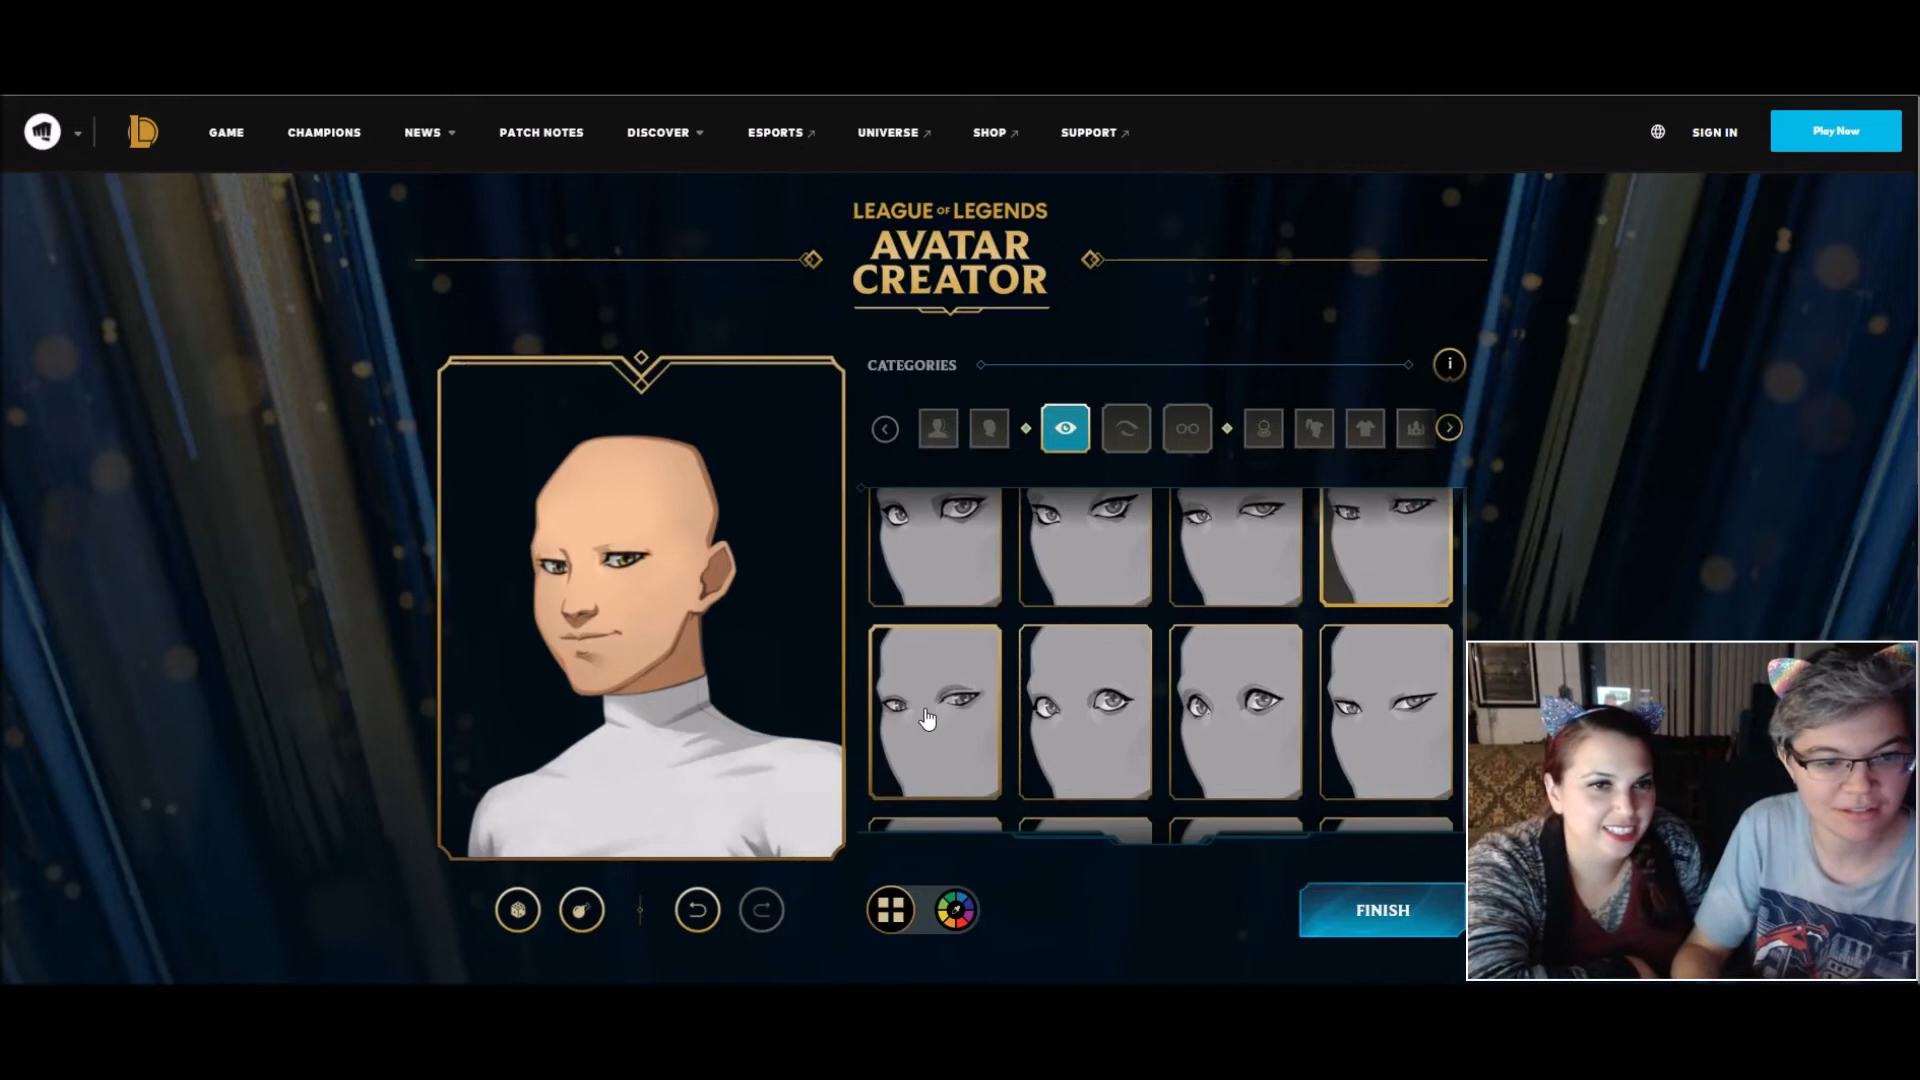 GAME CHAMPIONS NEWS PATCH NOTES DISCOVER ESPORTS UNIVERSE SHOP SUPPORT SIGN IN Play Now
LEAGUE OF LEGENDS
AVATAR
CREATOR
CATEGORIES
i
FINISH